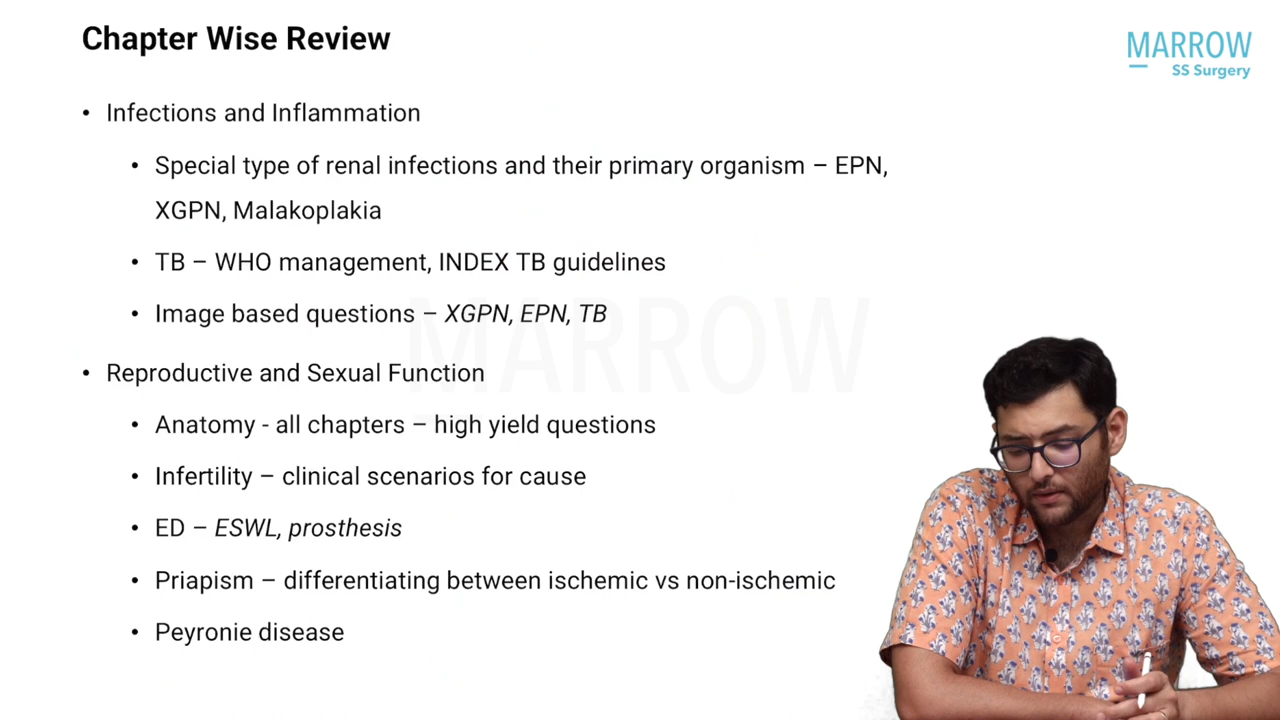 Chapter Wise Review
MARROW
SS Surgery
• Infections and Inflammation
• Special type of renal infections and their primary organism – EPN,
XGPN, Malakoplakia
• TB – WHO management, INDEX TB guidelines
• Image based questions – XGPN, EPN, TB
MARROW
• Reproductive and Sexual Function
• Anatomy - all chapters – high yield questions
• Infertility – clinical scenarios for cause
• ED – ESWL, prosthesis
• Priapism – differentiating between ischemic vs non-ischemic
• Peyronie disease